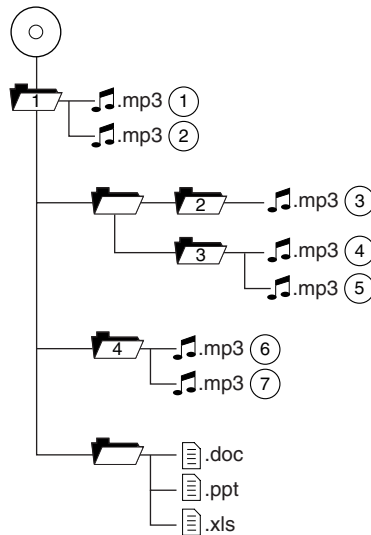 1 .mp3 1
.mp3 2
2 .mp3 3
3 .mp3 4
.mp3 5
4 .mp3 6
.mp3 7
.doc
.ppt
.xls